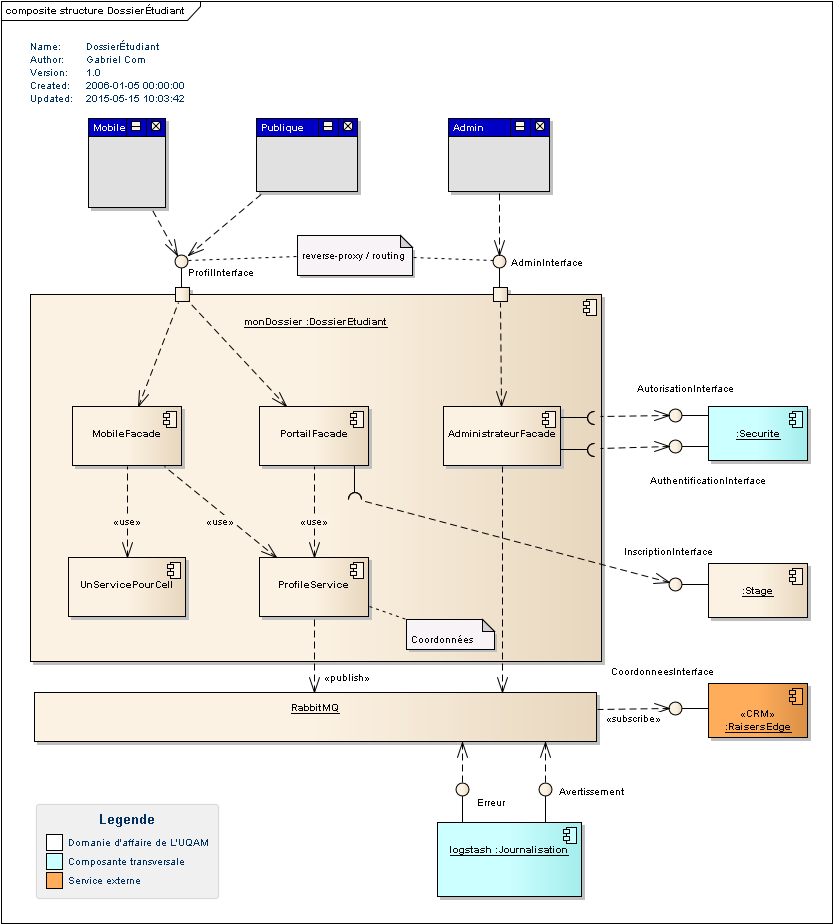 composite structure DossierÉtudiant
Name: DossierÉtudiant
Author: Gabriel Com
Version: 1.0
Created: 2006-01-05 00:00:00
Updated: 2015-05-15 10:03:42
Mobile
Publique
Admin
reverse-proxy / routing
ProfilInterface
AdminInterface
monDossier :DossierEtudiant
AutorisationInterface
MobileFacade
PortailFacade
AdministrateurFacade
:Securite
AuthentificationInterface
«use»
«use»
«use»
InscriptionInterface
UnServicePourCell
ProfileService
:Stage
Coordonnées
CoordonneesInterface
«publish»
RabbitMQ
«subscribe»
«CRM»
:RaisersEdge
Erreur
Avertissement
logstash :Journalisation
Legende
Domanie d'affaire de L'UQAM
Composante transversale
Service externe